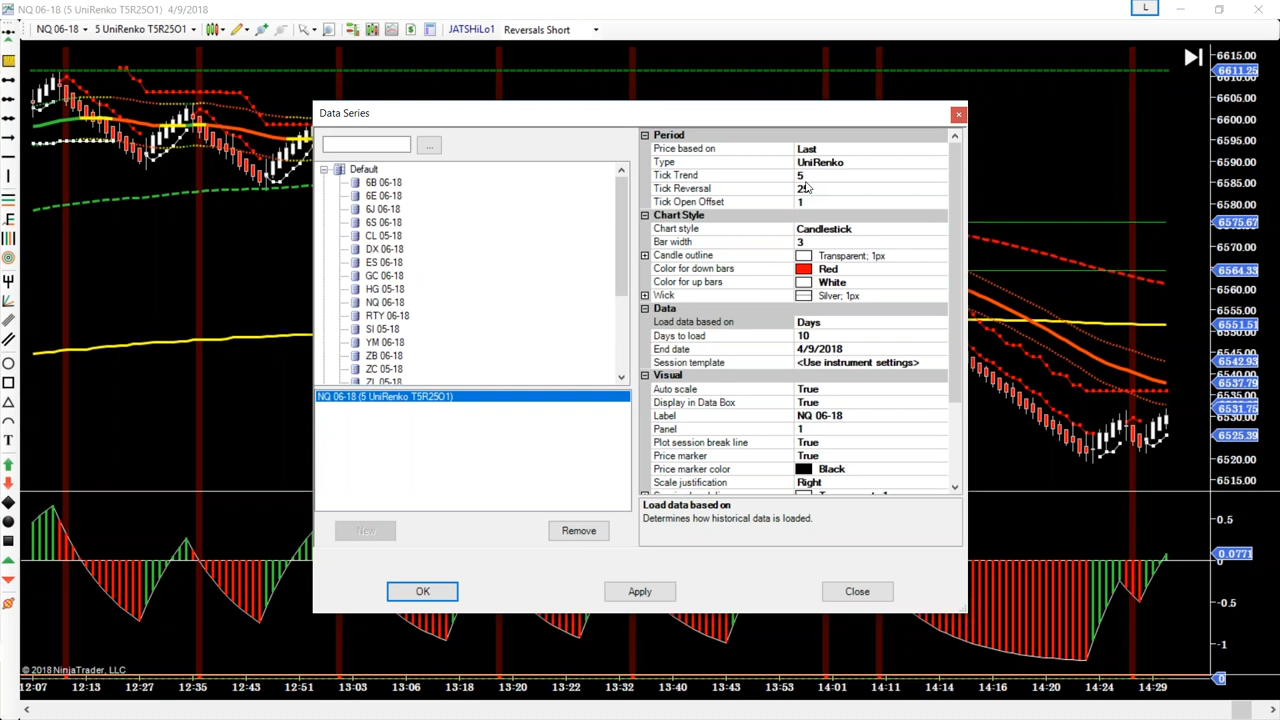 NQ 06-18 (5 UniRenko T5R25O1) 4/9/2018
L
NQ 06-18
5 UniRenko T5R25O1
JATSHiLo1
Reversals Short
Data Series
...
Default
6B 06-18
6E 06-18
6J 06-18
6S 06-18
CL 05-18
DX 06-18
ES 06-18
GC 06-18
HG 05-18
NQ 06-18
RTY 06-18
SI 05-18
YM 06-18
ZB 06-18
ZC 05-18
ZL 05-18
NQ 06-18 (5 UniRenko T5R25O1)
New
Remove
OK
Apply
Close
Period
Price based on Last
Type UniRenko
Tick Trend 5
Tick Reversal
Tick Open Offset 1
Chart Style
Chart style Candlestick
Bar width 3
Candle outline Transparent; 1px
Color for down bars Red
Color for up bars White
Wick Silver; 1px
Data
Load data based on Days
Days to load 10
End date 4/9/2018
Session template <Use instrument settings>
Visual
Auto scale True
Display in Data Box True
Label NQ 06-18
Panel 1
Plot session break line True
Price marker True
Price marker color Black
Scale justification Right
Load data based on
Determines how historical data is loaded.
6615.00
6611.25
6605.00
6600.00
6595.00
6590.00
6585.00
6580.00
6575.67
6570.00
6564.33
6560.00
6555.00
6551.51
6542.93
6537.79
6531.75
6525.39
6520.00
6515.00
0.5
0.0771
0
-0.5
-1
0
© 2018 NinjaTrader, LLC
12:07 12:13 12:27 12:35 12:43 12:51 13:03 13:06 13:18 13:20 13:22 13:32 13:43 13:53 14:01 14:11 14:14 14:16 14:20 14:24 14:29
E
T